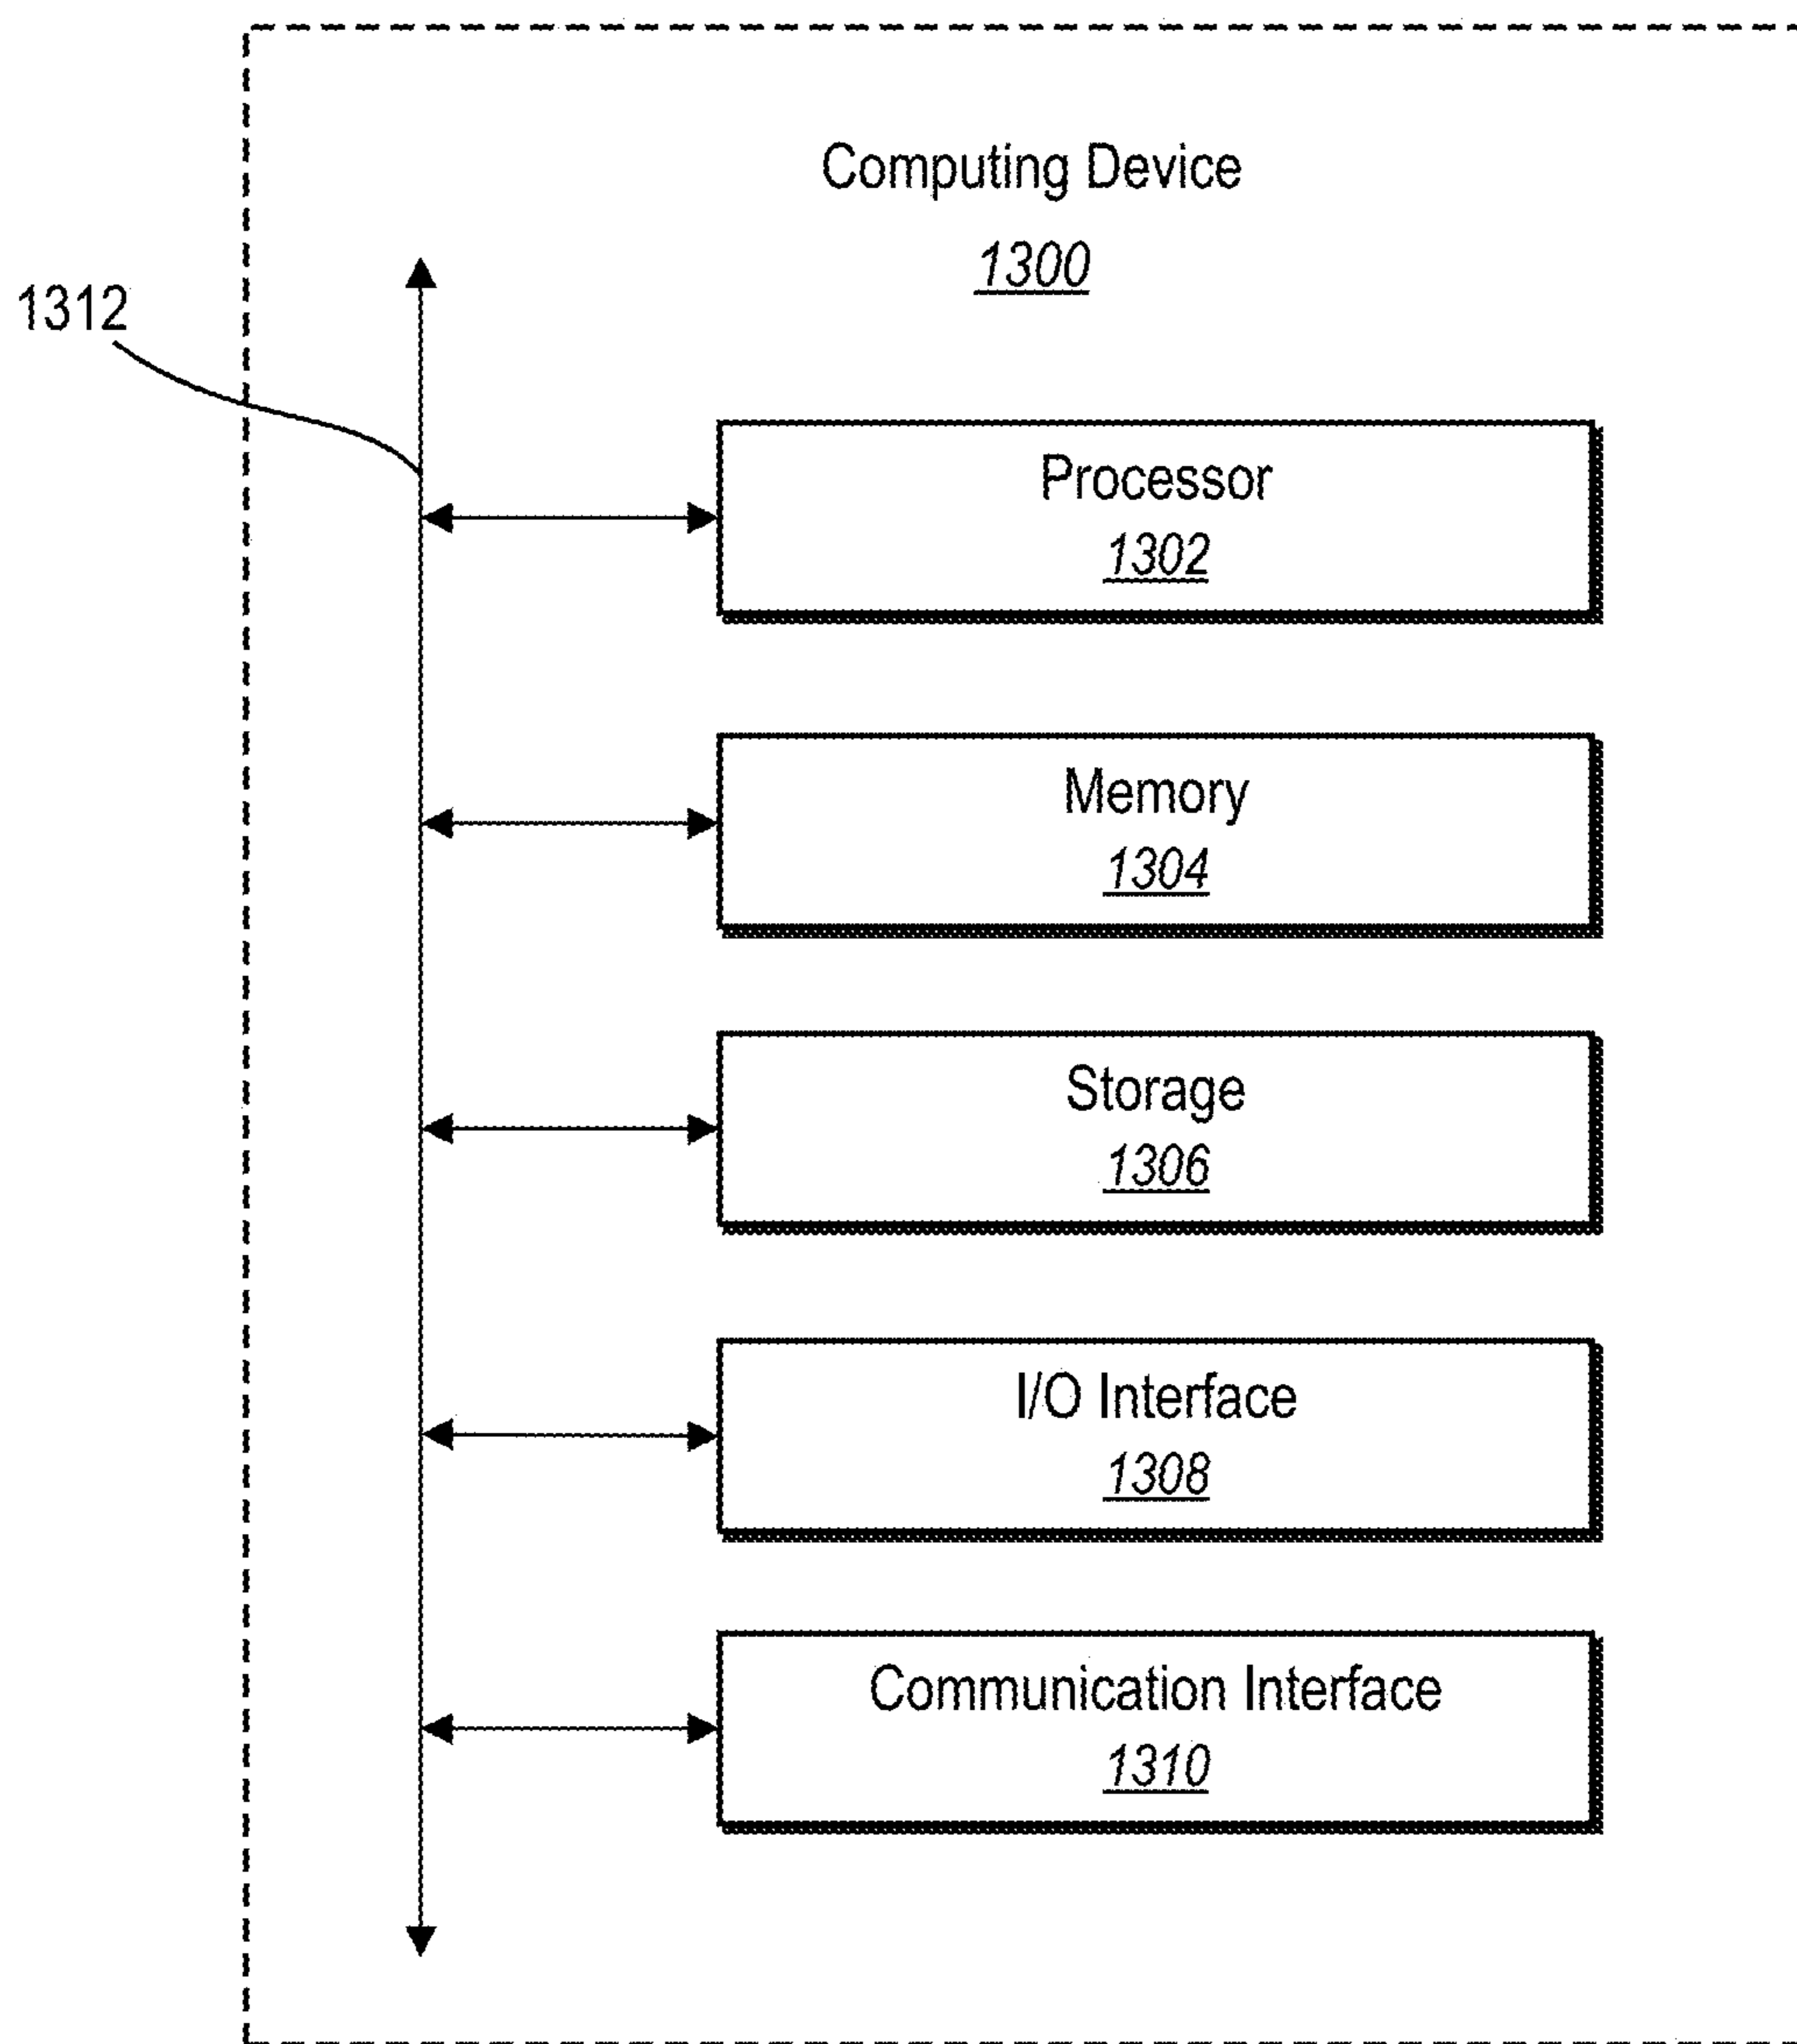 Computing Device
1300
1312
Processor
1302
Memory
1304
Storage
1306
I/O Interface
1308
Communication Interface
1310